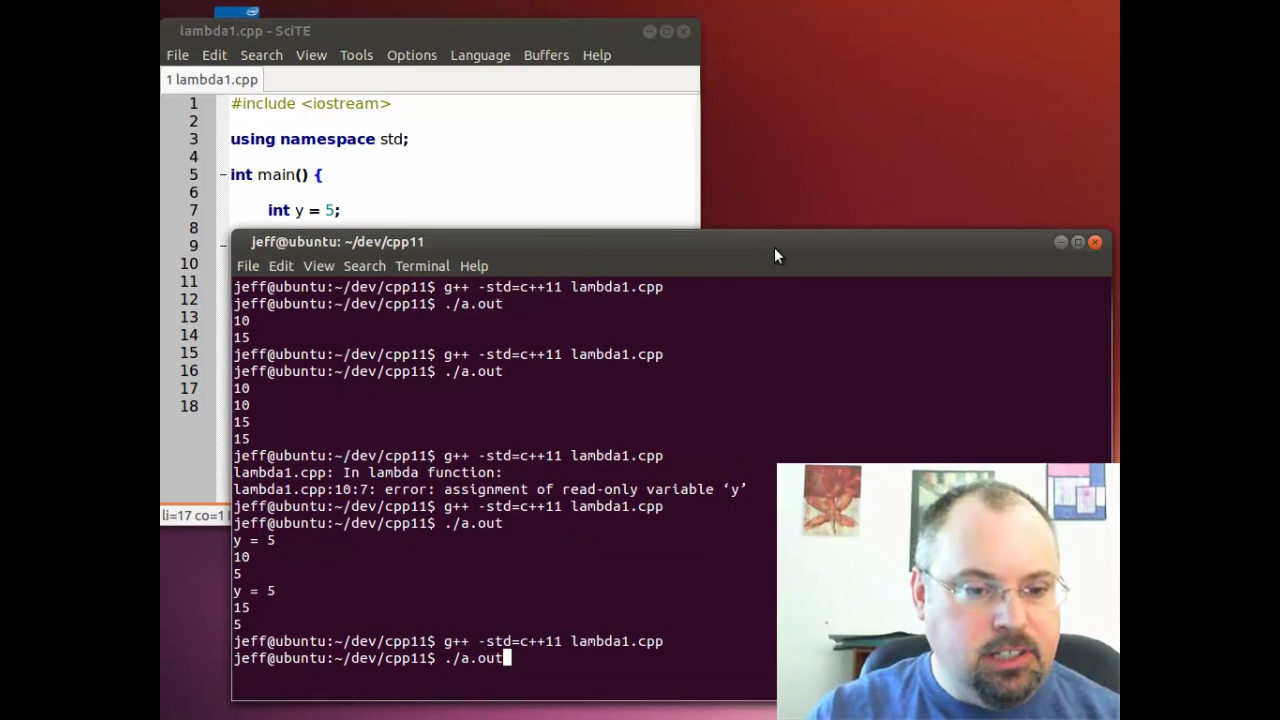 lambda1.cpp - SciTE
File Edit Search View Tools Options Language Buffers Help
1 lambda1.cpp
1 #include <iostream>
2
3 using namespace std;
4
5 int main() {
6
7 int y = 5;
8
9
10
11
12
13
14
15
16
17
18
li=17 co=1
jeff@ubuntu: ~/dev/cpp11
File Edit View Search Terminal Help
jeff@ubuntu:~/dev/cpp11$ g++ -std=c++11 lambda1.cpp
jeff@ubuntu:~/dev/cpp11$ ./a.out
10
15
jeff@ubuntu:~/dev/cpp11$ g++ -std=c++11 lambda1.cpp
jeff@ubuntu:~/dev/cpp11$ ./a.out
10
10
15
15
jeff@ubuntu:~/dev/cpp11$ g++ -std=c++11 lambda1.cpp
lambda1.cpp: In lambda function:
lambda1.cpp:10:7: error: assignment of read-only variable ‘y’
jeff@ubuntu:~/dev/cpp11$ g++ -std=c++11 lambda1.cpp
jeff@ubuntu:~/dev/cpp11$ ./a.out
y = 5
10
5
y = 5
15
5
jeff@ubuntu:~/dev/cpp11$ g++ -std=c++11 lambda1.cpp
jeff@ubuntu:~/dev/cpp11$ ./a.out